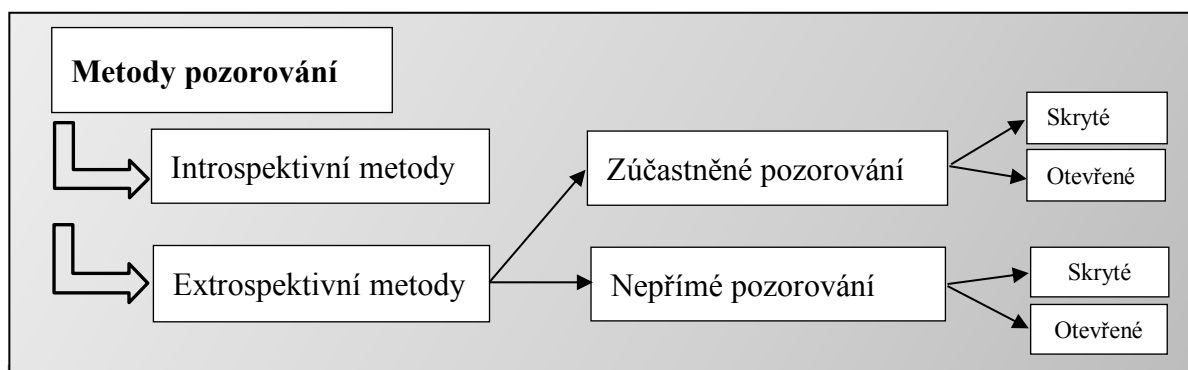 Metody pozorování
Introspektivní metody
Zúčastněné pozorování
Skryté
Otevřené
Extrospektivní metody
Nepřímé pozorování
Skryté
Otevřené